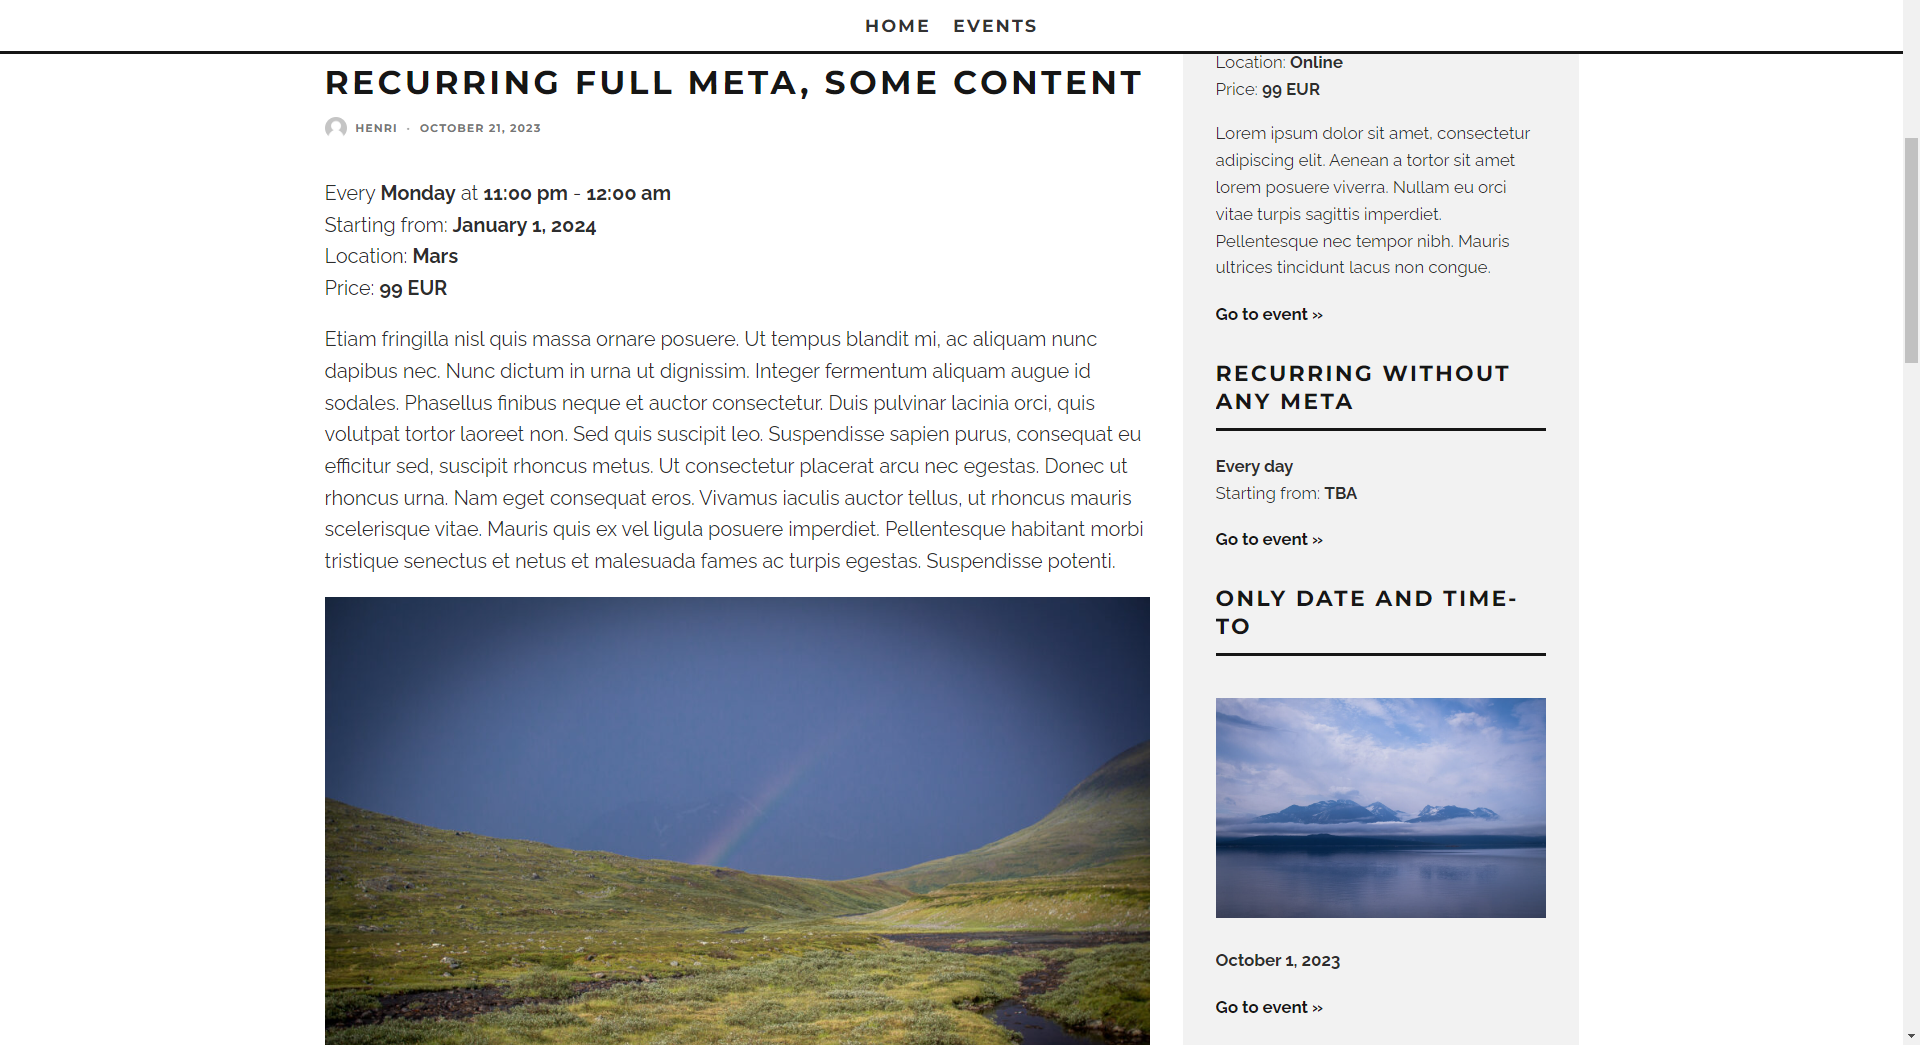 HOME EVENTS
RECURRING FULL META, SOME CONTENT
HENRI · OCTOBER 21, 2023
Every Monday at 11:00 pm - 12:00 am
Starting from: January 1, 2024
Location: Mars
Price: 99 EUR
Etiam fringilla nisl quis massa ornare posuere. Ut tempus blandit mi, ac aliquam nunc
dapibus nec. Nunc dictum in urna ut dignissim. Integer fermentum aliquam augue id
sodales. Phasellus finibus neque et auctor consectetur. Duis pulvinar lacinia orci, quis
volutpat tortor laoreet non. Sed quis suscipit leo. Suspendisse sapien purus, consequat eu
efficitur sed, suscipit rhoncus metus. Ut consectetur placerat arcu nec egestas. Donec ut
rhoncus urna. Nam eget consequat eros. Vivamus iaculis auctor tellus, ut rhoncus mauris
scelerisque vitae. Mauris quis ex vel ligula posuere imperdiet. Pellentesque habitant morbi
tristique senectus et netus et malesuada fames ac turpis egestas. Suspendisse potenti.
Location: Online
Price: 99 EUR
Lorem ipsum dolor sit amet, consectetur
adipiscing elit. Aenean a tortor sit amet
lorem posuere viverra. Nullam eu orci
vitae turpis sagittis imperdiet.
Pellentesque nec tempor nibh. Mauris
ultrices tincidunt lacus non congue.
Go to event »
RECURRING WITHOUT
ANY META
Every day
Starting from: TBA
Go to event »
ONLY DATE AND TIME-
TO
October 1, 2023
Go to event »